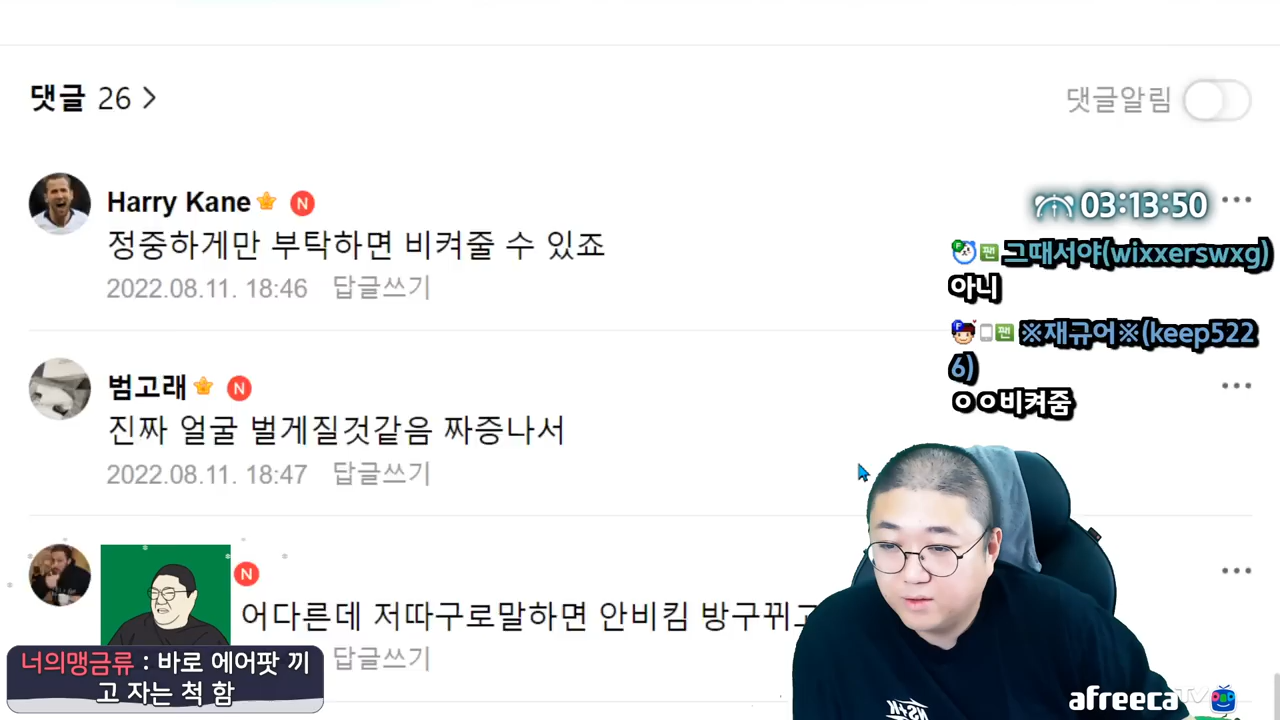 댓글 26
댓글알림
Harry Kane N
03:13:50
정중하게만 부탁하면 비켜줄 수 있죠
2022.08.11. 18:46 답글쓰기
그때서야(wixxerswxg)
아니
※재규어※(keep522
6)
ㅇㅇ비켜줌
범고래 N
진짜 얼굴 벌게질것같음 짜증나서
2022.08.11. 18:47 답글쓰기
N
어다른데 저따구로말하면 안비킴 방구뀌고
답글쓰기
너의맹금류 : 바로 에어팟 끼
고 자는 척 함
afreecaTV